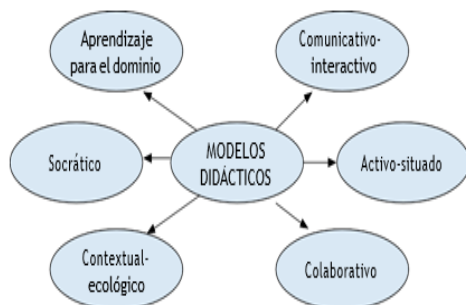 Aprendizaje
para el dominio
Comunicativo-
interactivo
Socrático
MODELOS
DIDÁCTICOS
Activo-situado
Contextual-
ecológico
Colaborativo